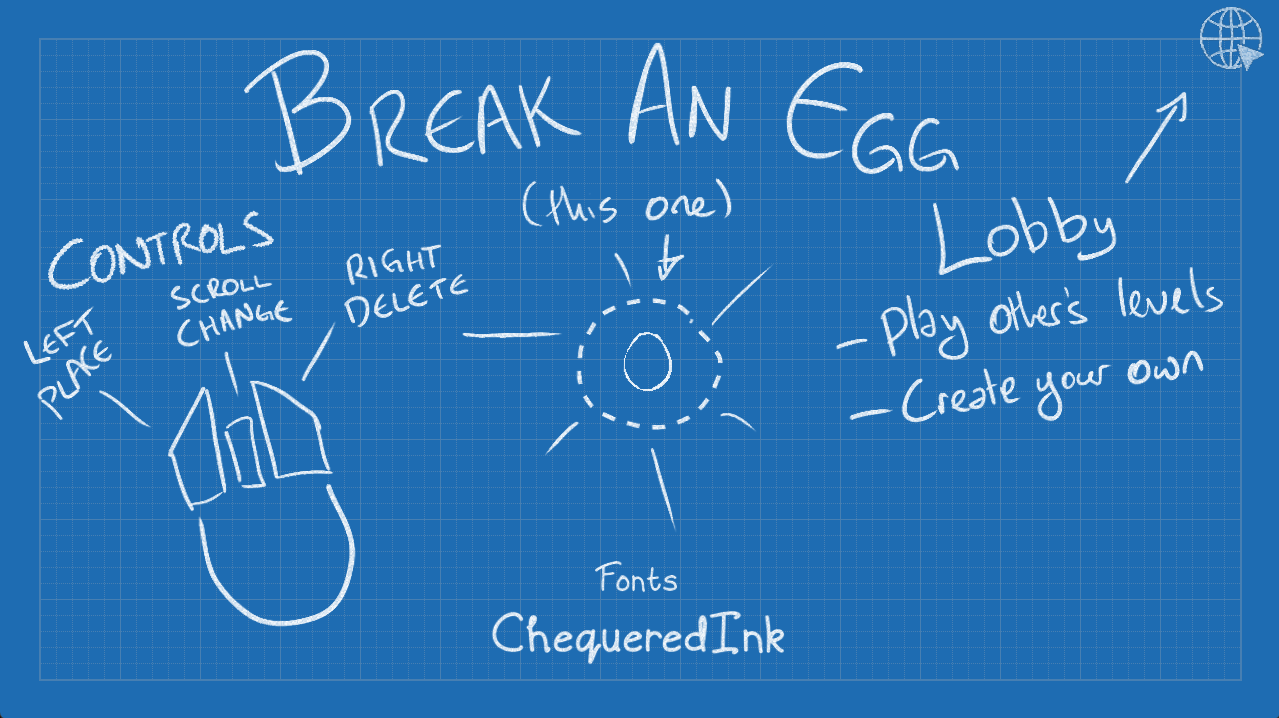 BREAK AN EGG
(this one)
CONTROLS
LEFT
PLACE
SCROLL
CHANGE
RIGHT
DELETE
Lobby
- Play other's levels
- Create your own
Fonts
ChequeredInk